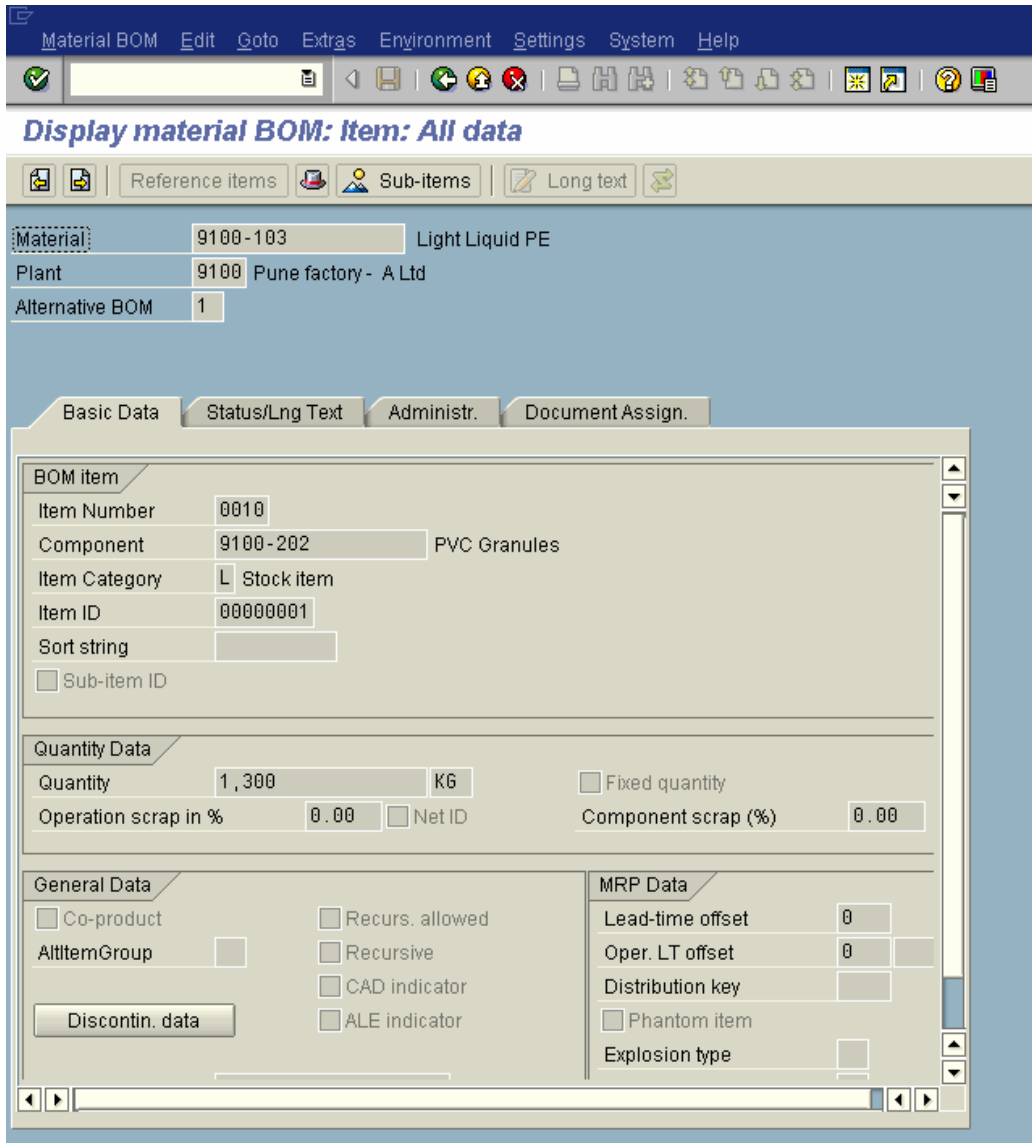 Material BOM Edit Goto Extras Environment Settings System Help
Display material BOM: Item: All data
Reference items Sub-items Long text
Material 9100-103 Light Liquid PE
Plant 9100 Pune factory - A Ltd
Alternative BOM 1
Basic Data Status/Lng Text Administr. Document Assign.
BOM item
Item Number 0010
Component 9100-202 PVC Granules
Item Category L Stock item
Item ID 00000001
Sort string
Sub-item ID
Quantity Data
Quantity 1,300 KG Fixed quantity
Operation scrap in % 0.00 Net ID Component scrap (%) 0.00
General Data MRP Data
Co-product Recurs. allowed Lead-time offset 0
AltItemGroup Recursive Oper. LT offset 0
CAD indicator Distribution key
Discontin. data ALE indicator Phantom item
Explosion type